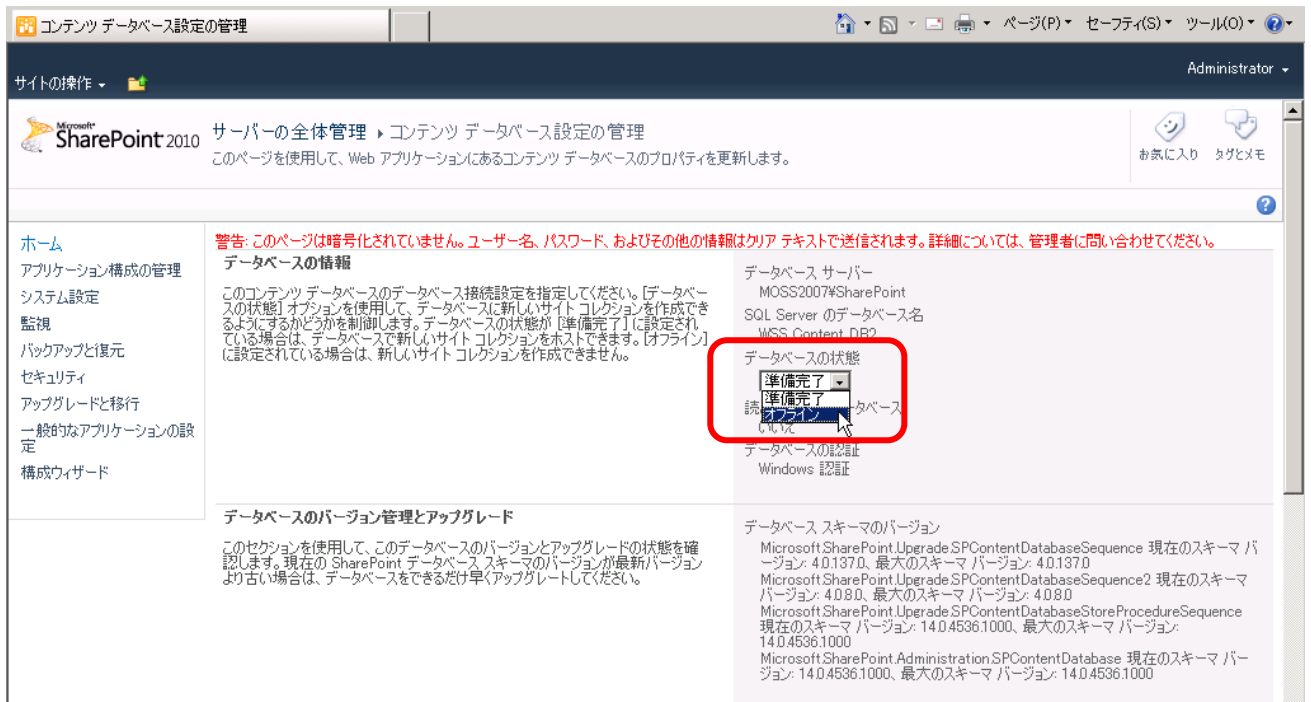 コンテンツ データベース設定の管理
ページ(P) セーフティ(S) ツール(O)
サイトの操作
Administrator
Microsoft
SharePoint 2010
サーバーの全体管理 コンテンツ データベース設定の管理
このページを使用して、Web アプリケーションにあるコンテンツ データベースのプロパティを更新します。
お気に入り タグとメモ
ホーム
アプリケーション構成の管理
システム設定
監視
バックアップと復元
セキュリティ
アップグレードと移行
一般的なアプリケーションの設
定
構成ウィザード
警告: このページは暗号化されていません。ユーザー名、パスワード、およびその他の情報はクリア テキストで送信されます。詳細については、管理者に問い合わせてください。
データベースの情報
このコンテンツ データベースのデータベース接続設定を指定してください。[データベー
スの状態] オプションを使用して、データベースに新しいサイト コレクションを作成でき
るようにするかどうかを制御します。データベースの状態が [準備完了] に設定され
ている場合は、データベースで新しいサイト コレクションをホストできます。[オフライン]
に設定されている場合は、新しいサイト コレクションを作成できません。
データベース サーバー
MOSS2007¥SharePoint
SQL Server のデータベース名
WSS_Content_DB2
データベースの状態
準備完了
準備完了
オフライン
読 ータベース
いいえ
データベースの認証
Windows 認証
データベースのバージョン管理とアップグレード
このセクションを使用して、このデータベースのバージョンとアップグレードの状態を確
認します。現在の SharePoint データベース スキーマのバージョンが最新バージョン
より古い場合は、データベースをできるだけ早くアップグレートしてください。
データベース スキーマのバージョン
Microsoft.SharePoint.Upgrade.SPContentDatabaseSequence 現在のスキーマ バ
ージョン: 4.0.137.0、最大のスキーマ バージョン: 4.0.137.0
Microsoft.SharePoint.Upgrade.SPContentDatabaseSequence2 現在のスキーマ
バージョン: 4.0.8.0、最大のスキーマ バージョン: 4.0.8.0
Microsoft.SharePoint.Upgrade.SPContentDatabaseStoreProcedureSequence
現在のスキーマ バージョン: 14.0.4536.1000、最大のスキーマ バージョン:
14.0.4536.1000
Microsoft.SharePoint.Administration.SPContentDatabase 現在のスキーマ バー
ジョン: 14.0.4536.1000、最大のスキーマ バージョン: 14.0.4536.1000